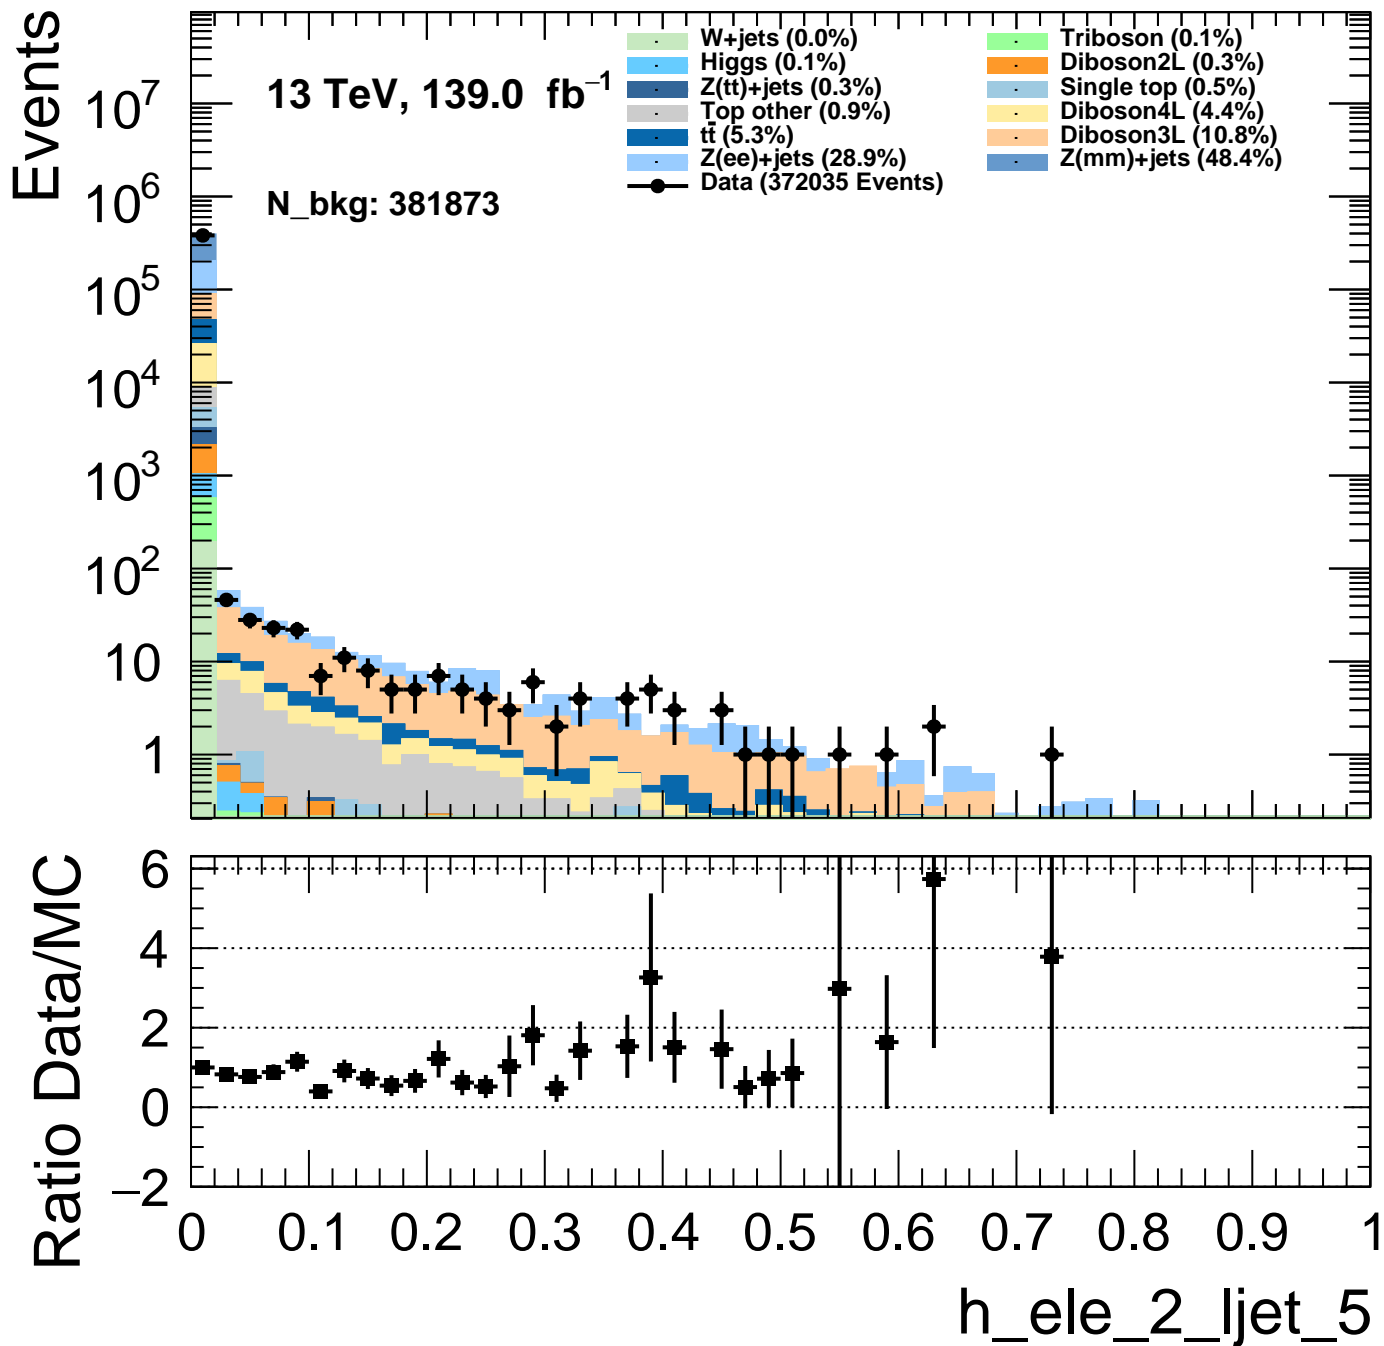 Events
10^7
10^6
10^5
10^4
10^3
10^2
10
1
13 TeV, 139.0 fb^−1
N_bkg: 381873
W+jets (0.0%)
Higgs (0.1%)
Z(tt)+jets (0.3%)
Top other (0.9%)
tt̄ (5.3%)
Z(ee)+jets (28.9%)
Data (372035 Events)
Triboson (0.1%)
Diboson2L (0.3%)
Single top (0.5%)
Diboson4L (4.4%)
Diboson3L (10.8%)
Z(mm)+jets (48.4%)
Ratio Data/MC
6
4
2
0
−2
0 0.1 0.2 0.3 0.4 0.5 0.6 0.7 0.8 0.9 1
h_ele_2_ljet_5